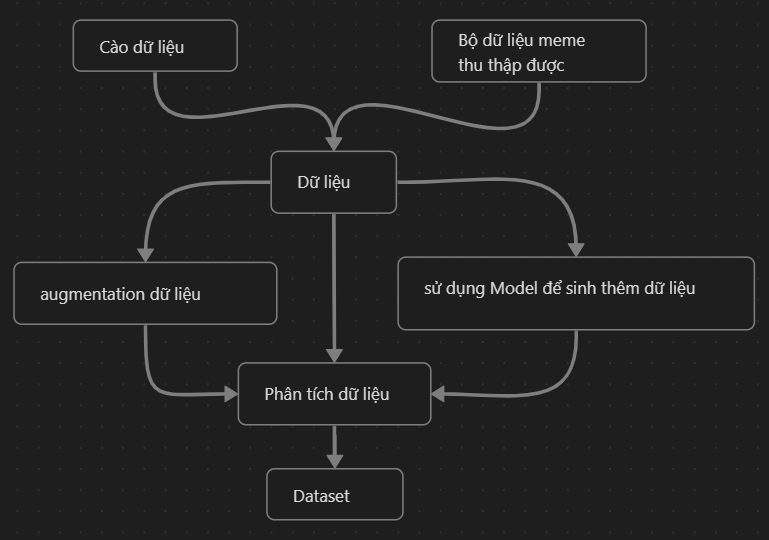 Cào dữ liệu
Bộ dữ liệu meme
thu thập được
Dữ liệu
augmentation dữ liệu
sử dụng Model để sinh thêm dữ liệu
Phân tích dữ liệu
Dataset